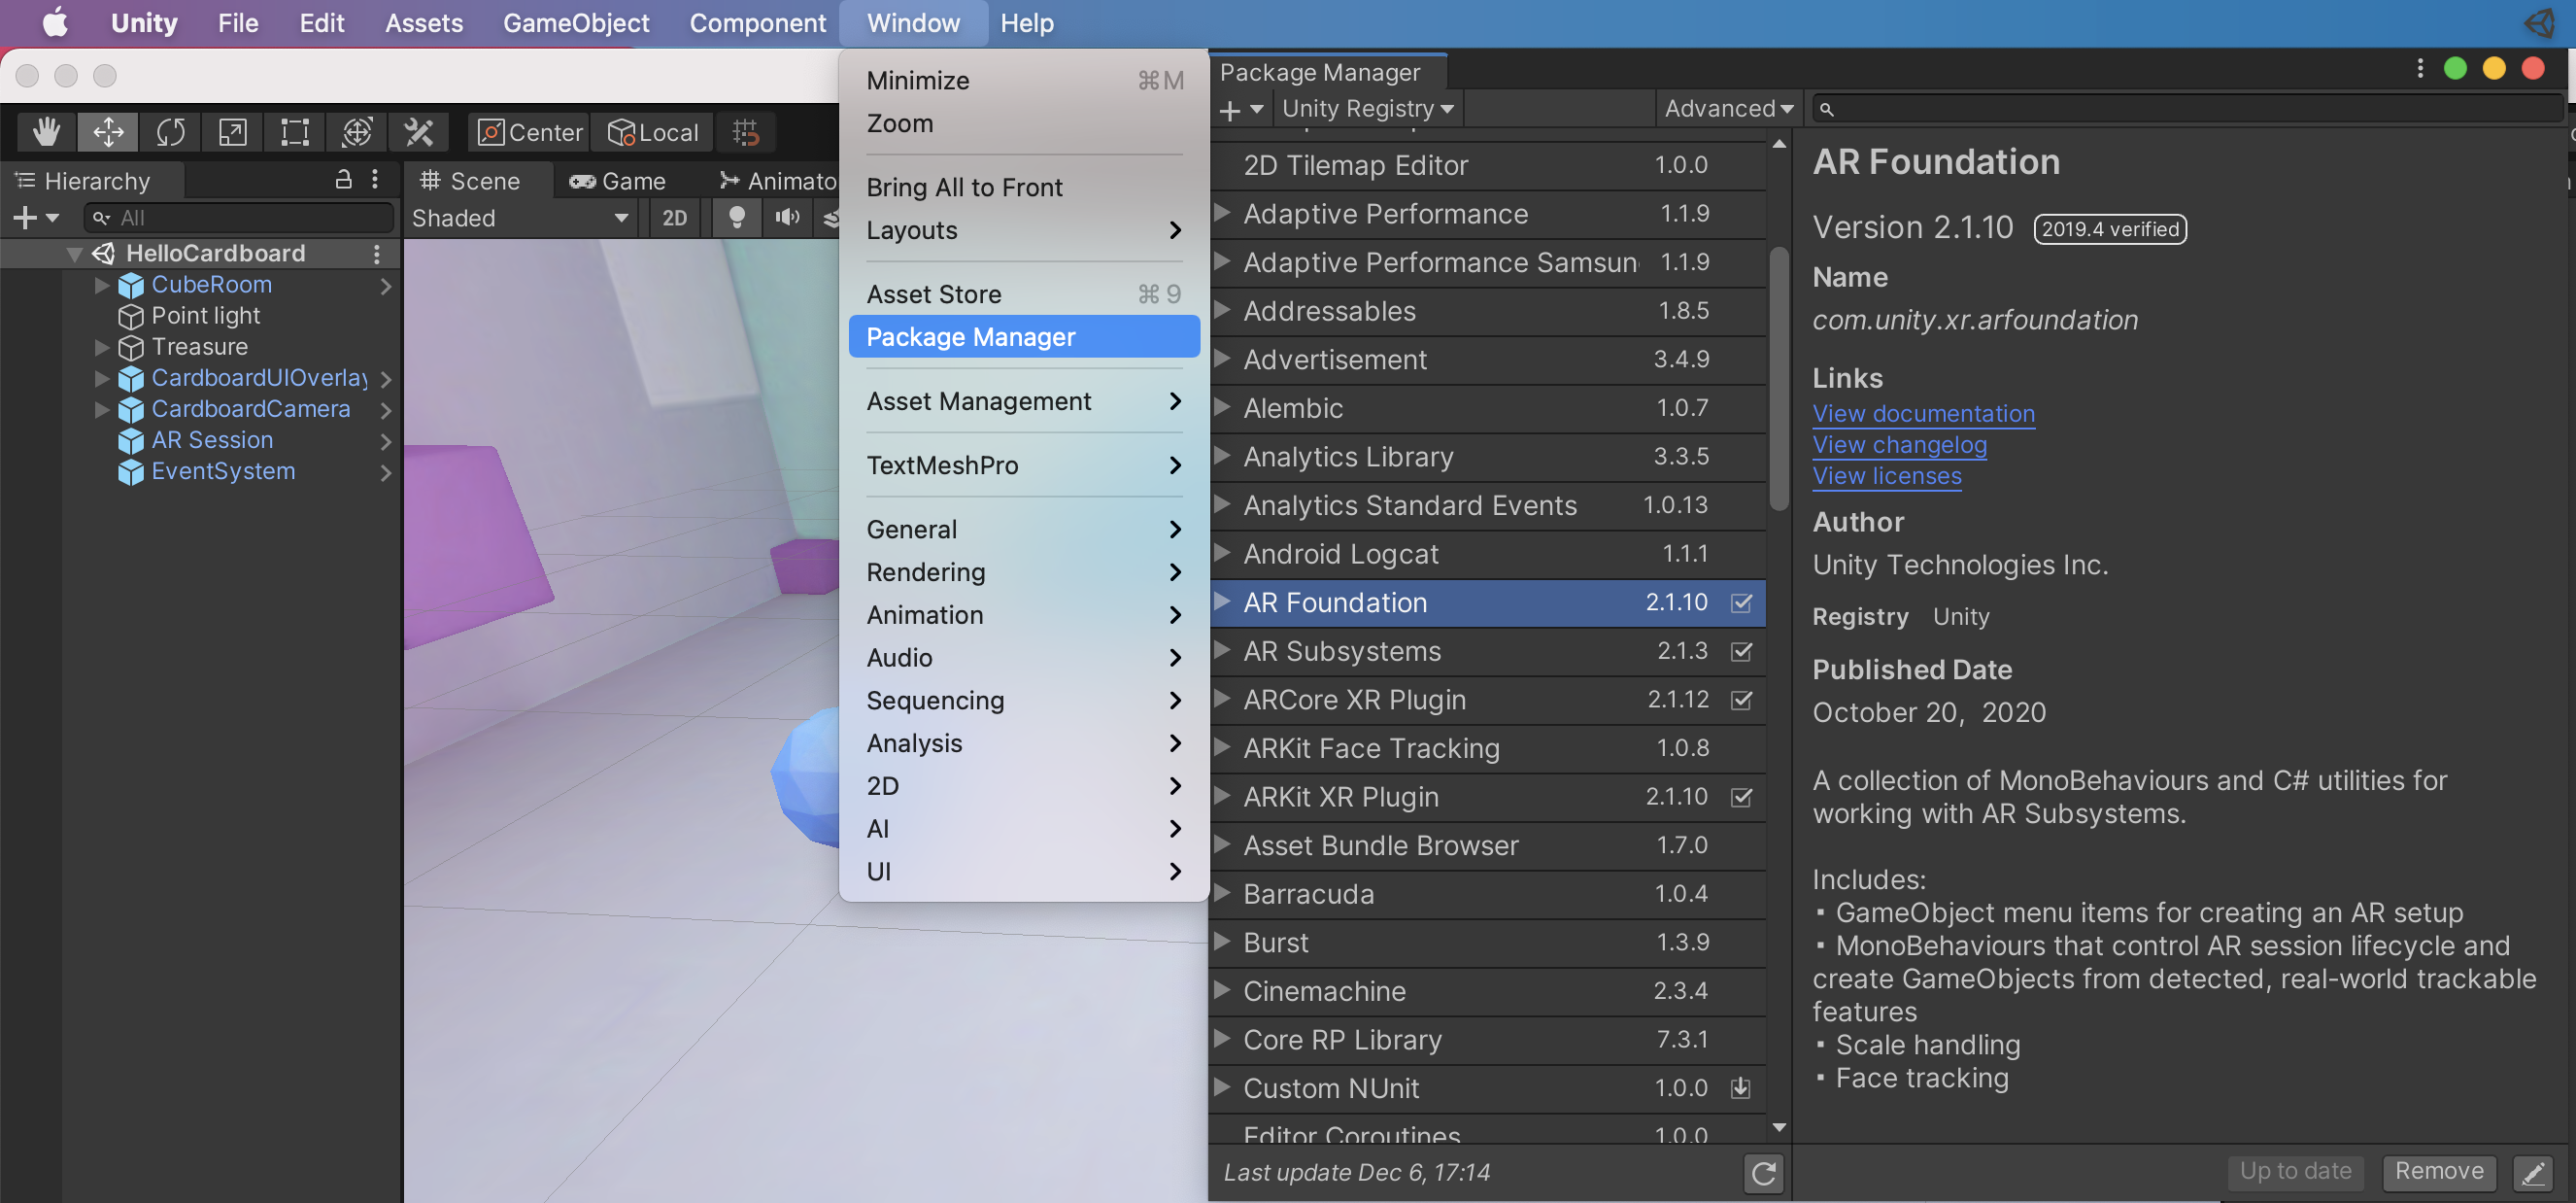 Unity File Edit Assets GameObject Component Window Help
Center Local
Hierarchy
All
HelloCardboard
CubeRoom
Point light
Treasure
CardboardUIOverlay
CardboardCamera
AR Session
EventSystem
Scene Game Animato
Shaded 2D
Minimize ⌘M
Zoom
Bring All to Front
Layouts
Asset Store ⌘9
Package Manager
Asset Management
TextMeshPro
General
Rendering
Animation
Audio
Sequencing
Analysis
2D
AI
UI
Package Manager
Unity Registry Advanced
2D Tilemap Editor 1.0.0
Adaptive Performance 1.1.9
Adaptive Performance Samsun 1.1.9
Addressables 1.8.5
Advertisement 3.4.9
Alembic 1.0.7
Analytics Library 3.3.5
Analytics Standard Events 1.0.13
Android Logcat 1.1.1
AR Foundation 2.1.10
AR Subsystems 2.1.3
ARCore XR Plugin 2.1.12
ARKit Face Tracking 1.0.8
ARKit XR Plugin 2.1.10
Asset Bundle Browser 1.7.0
Barracuda 1.0.4
Burst 1.3.9
Cinemachine 2.3.4
Core RP Library 7.3.1
Custom NUnit 1.0.0
Editor Coroutines 1.0.0
Last update Dec 6, 17:14
AR Foundation
Version 2.1.10 2019.4 verified
Name
com.unity.xr.arfoundation
Links
View documentation
View changelog
View licenses
Author
Unity Technologies Inc.
Registry Unity
Published Date
October 20, 2020
A collection of MonoBehaviours and C# utilities for
working with AR Subsystems.
Includes:
▪ GameObject menu items for creating an AR setup
▪ MonoBehaviours that control AR session lifecycle and
create GameObjects from detected, real-world trackable
features
▪ Scale handling
▪ Face tracking
Up to date Remove